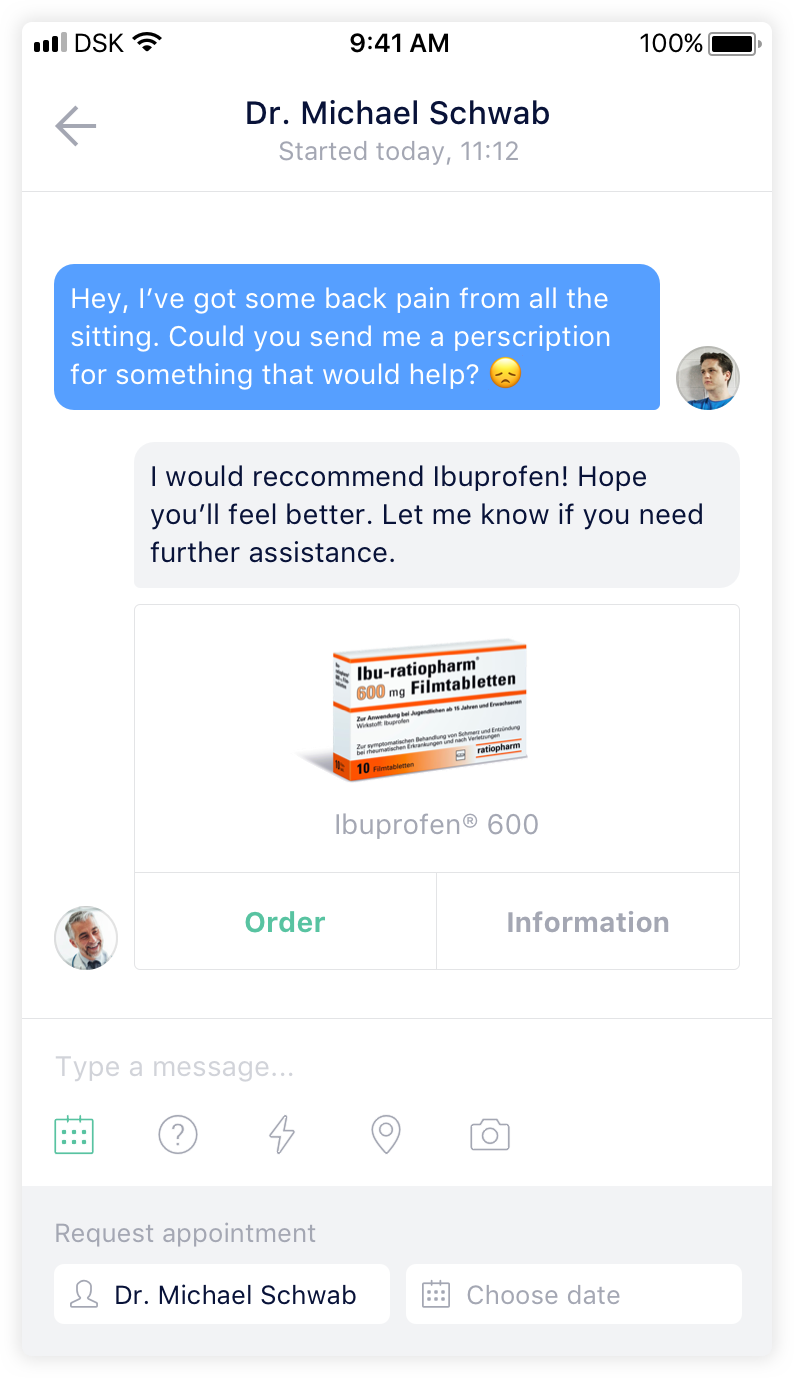 DSK
9:41 AM
100%
Dr. Michael Schwab
Started today, 11:12
Hey, I’ve got some back pain from all the
sitting. Could you send me a perscription
for something that would help? 😞
I would reccommend Ibuprofen! Hope
you’ll feel better. Let me know if you need
further assistance.
Ibu-ratiopharm®
600 mg Filmtabletten
Zur Anwendung bei Jugendlichen ab 15 Jahren und Erwachsenen
Wirkstoff: Ibuprofen
Zur symptomatischen Behandlung von Schmerz und Entzündung
bei rheumatischen Erkrankungen und nach Verletzungen
ratiopharm
10 Filmtabletten
Ibuprofen® 600
Order
Information
Type a message...
?
Request appointment
Dr. Michael Schwab
Choose date